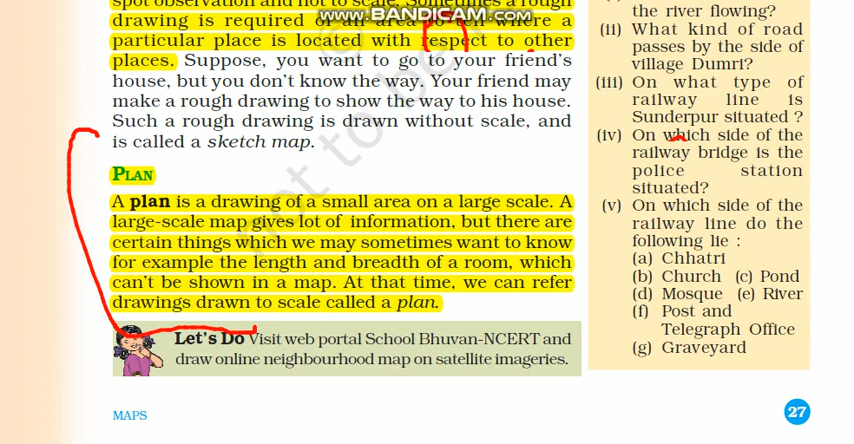 spot observation and not to scale. Sometimes a rough
drawing is required of an area to tell where a
particular place is located with respect to other
places. Suppose, you want to go to your friend's
house, but you don't know the way. Your friend may
make a rough drawing to show the way to his house.
Such a rough drawing is drawn without scale, and
is called a sketch map.
PLAN
A plan is a drawing of a small area on a large scale. A
large-scale map gives lot of information, but there are
certain things which we may sometimes want to know
for example the length and breadth of a room, which
can't be shown in a map. At that time, we can refer
drawings drawn to scale called a plan.
Let's Do Visit web portal School Bhuvan-NCERT and
draw online neighbourhood map on satellite imageries.
the river flowing?
(ii) What kind of road
passes by the side of
village Dumri?
(iii) On what type of
railway line is
Sunderpur situated ?
(iv) On which side of the
railway bridge is the
police station
situated?
(v) On which side of the
railway line do the
following lie :
(a) Chhatri
(b) Church (c) Pond
(d) Mosque (e) River
(f) Post and
Telegraph Office
(g) Graveyard
MAPS
27
www.BANDICAM.com
not to be